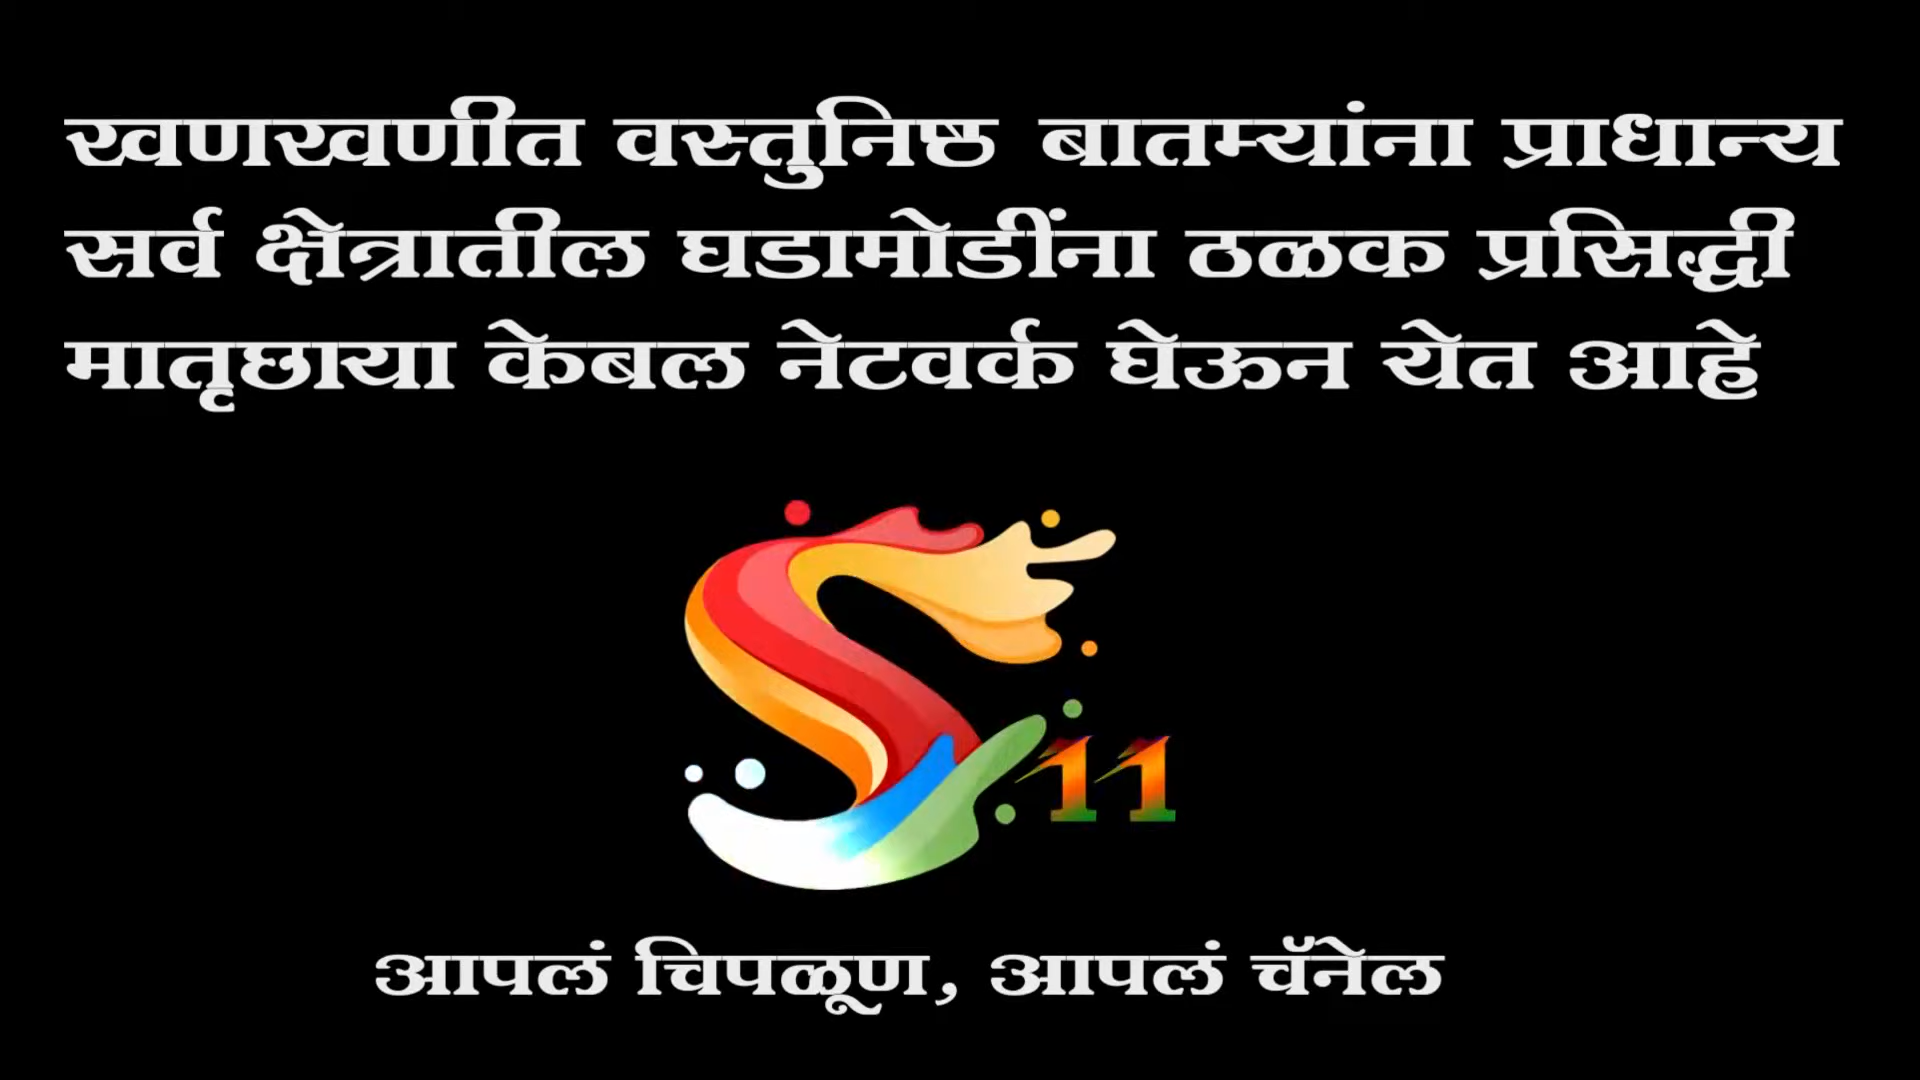 खणखणीत वस्तुनिष्ठ बातम्यांना प्राधान्य
सर्व क्षेत्रातील घडामोडींना ठळक प्रसिद्धी
मातृछाया केबल नेटवर्क घेऊन येत आहे
S 11
आपलं चिपळूण, आपलं चॅनेल